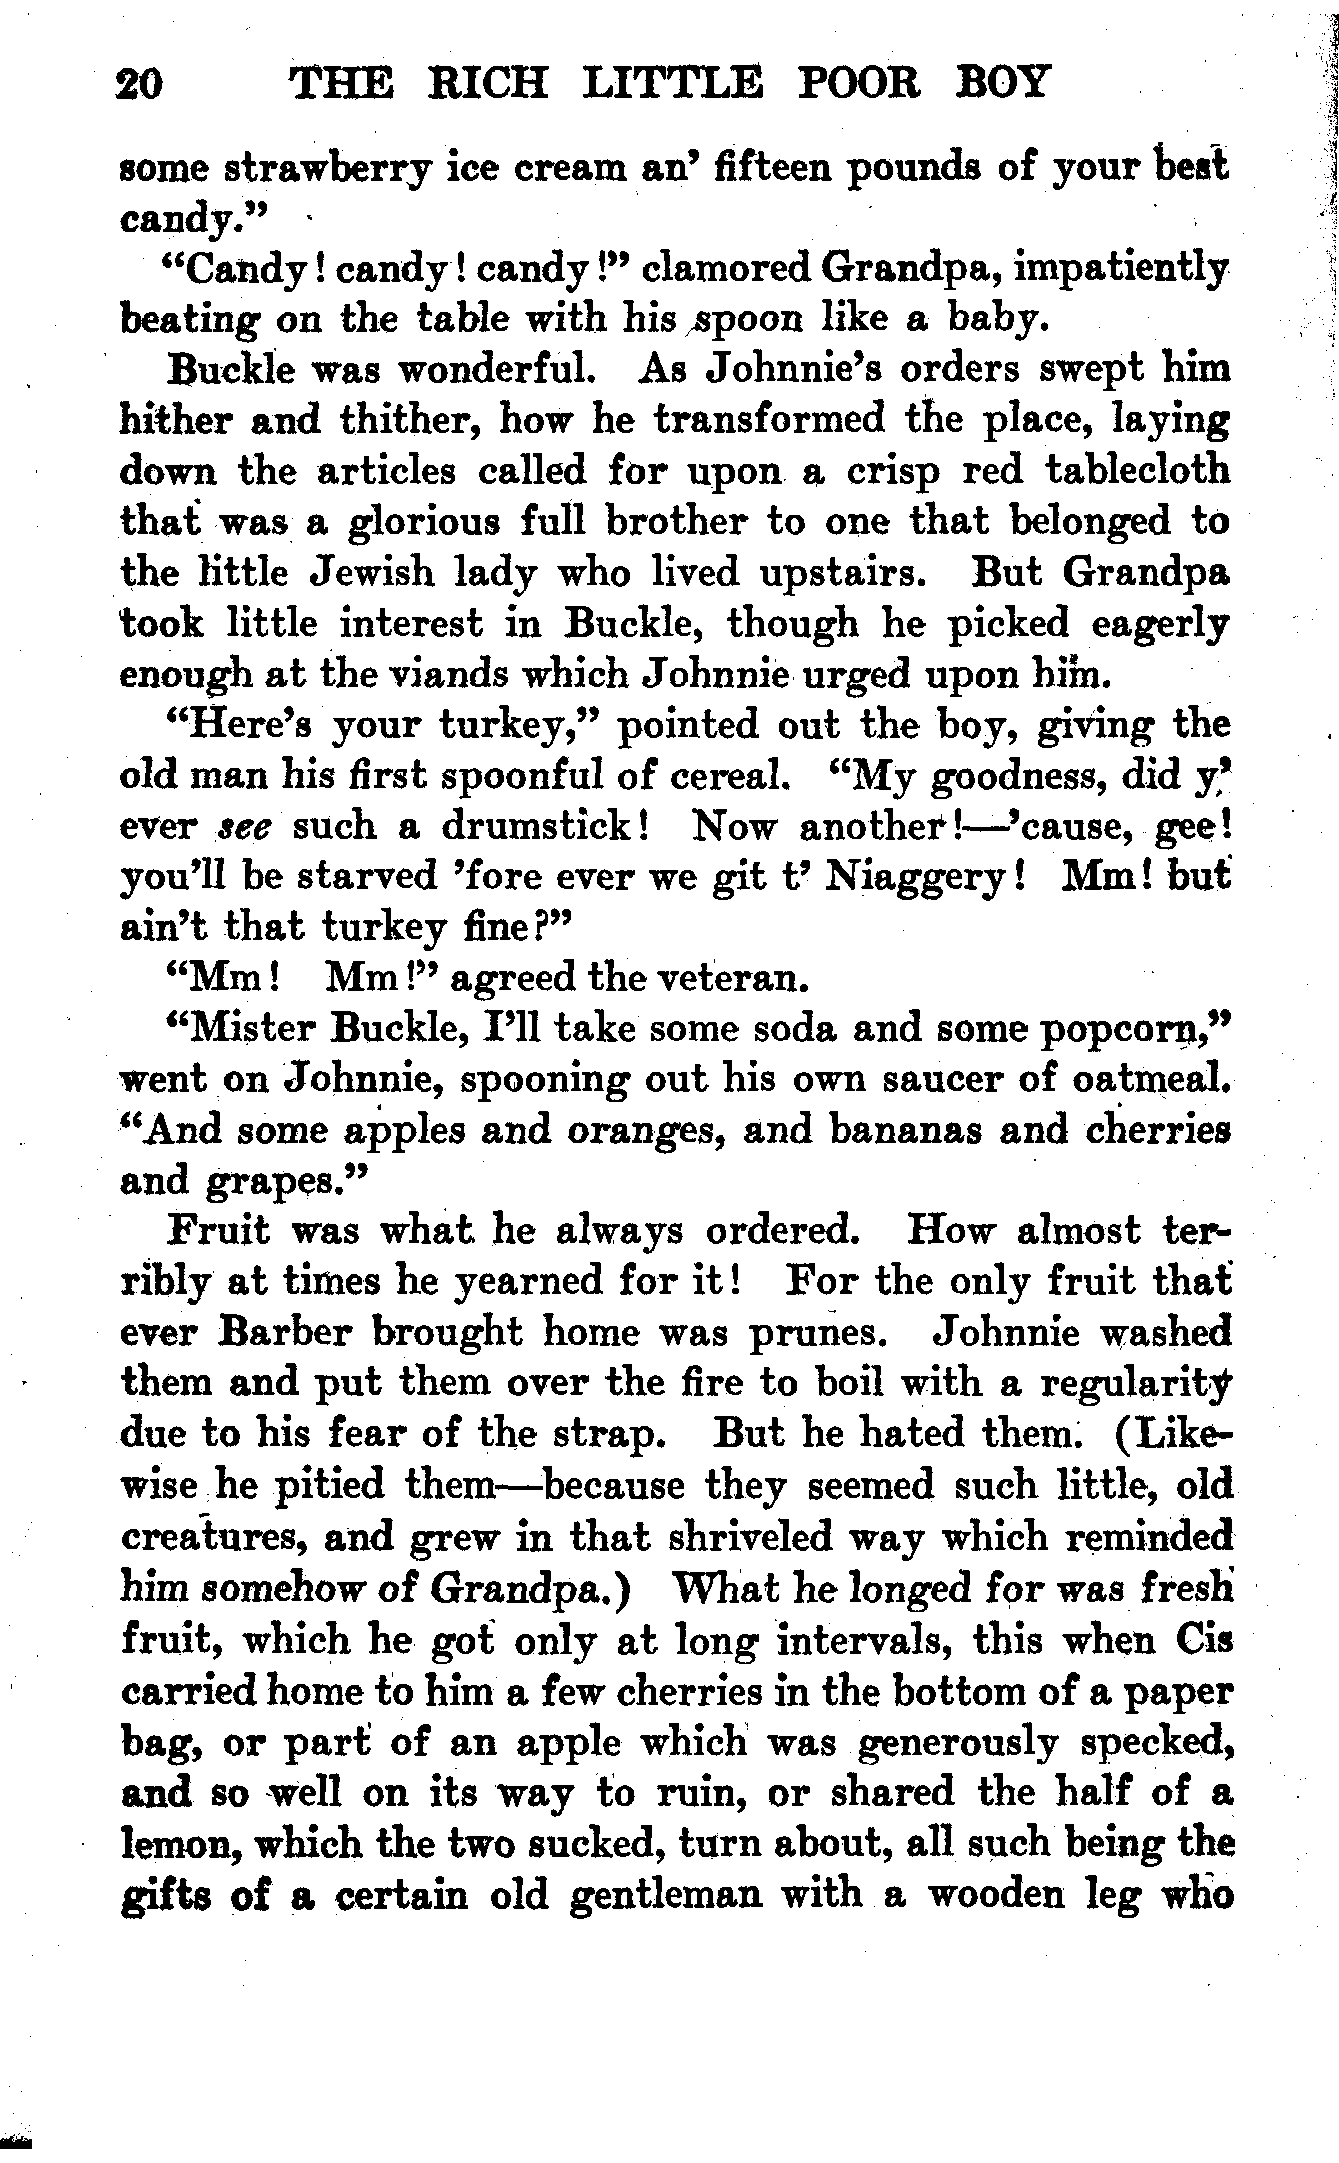 20 THE RICH LITTLE POOR BOY
some strawberry ice cream an' fifteen pounds of your best
candy."
"Candy! candy! candy!" clamored Grandpa, impatiently
beating on the table with his spoon like a baby.
Buckle was wonderful. As Johnnie's orders swept him
hither and thither, how he transformed the place, laying
down the articles called for upon a crisp red tablecloth
that was a glorious full brother to one that belonged to
the little Jewish lady who lived upstairs. But Grandpa
took little interest in Buckle, though he picked eagerly
enough at the viands which Johnnie urged upon him.
"Here's your turkey," pointed out the boy, giving the
old man his first spoonful of cereal. "My goodness, did y'
ever see such a drumstick! Now another!—'cause, gee!
you'll be starved 'fore ever we git t' Niaggery! Mm! but
ain't that turkey fine?"
"Mm! Mm!" agreed the veteran.
"Mister Buckle, I'll take some soda and some popcorn,"
went on Johnnie, spooning out his own saucer of oatmeal.
"And some apples and oranges, and bananas and cherries
and grapes."
Fruit was what he always ordered. How almost ter-
ribly at times he yearned for it! For the only fruit that
ever Barber brought home was prunes. Johnnie washed
them and put them over the fire to boil with a regularity
due to his fear of the strap. But he hated them. (Like-
wise he pitied them—because they seemed such little, old
creatures, and grew in that shriveled way which reminded
him somehow of Grandpa.) What he longed for was fresh
fruit, which he got only at long intervals, this when Cis
carried home to him a few cherries in the bottom of a paper
bag, or part of an apple which was generously specked,
and so well on its way to ruin, or shared the half of a
lemon, which the two sucked, turn about, all such being the
gifts of a certain old gentleman with a wooden leg who